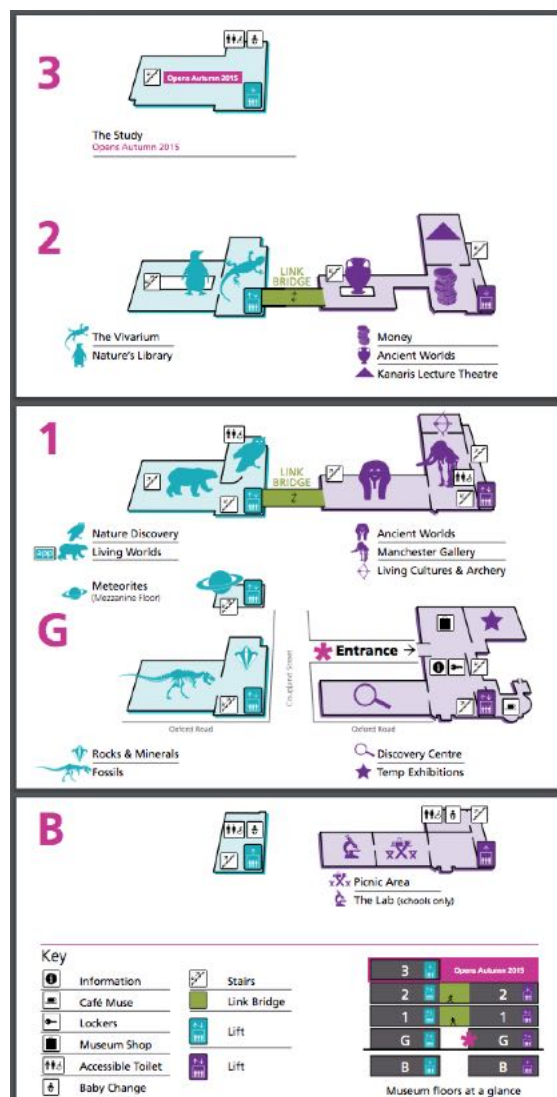 3
Opens Autumn 2015
The Study
Opens Autumn 2015
2
LINK
BRIDGE
The Vivarium
Nature's Library
Money
Ancient Worlds
Kanaris Lecture Theatre
1
LINK
BRIDGE
Nature Discovery
app Living Worlds
Ancient Worlds
Manchester Gallery
Living Cultures & Archery
Meteorites
(Mezzanine Floor)
G
Entrance →
Coupland Street
Oxford Road
Oxford Road
Rocks & Minerals
Fossils
Discovery Centre
Temp Exhibitions
B
Picnic Area
The Lab (schools only)
Key
Information
Café Muse
Lockers
Museum Shop
Accessible Toilet
Baby Change
Stairs
Link Bridge
Lift
Lift
3 Opens Autumn 2015
2 2
1 1
G G
B B
Museum floors at a glance